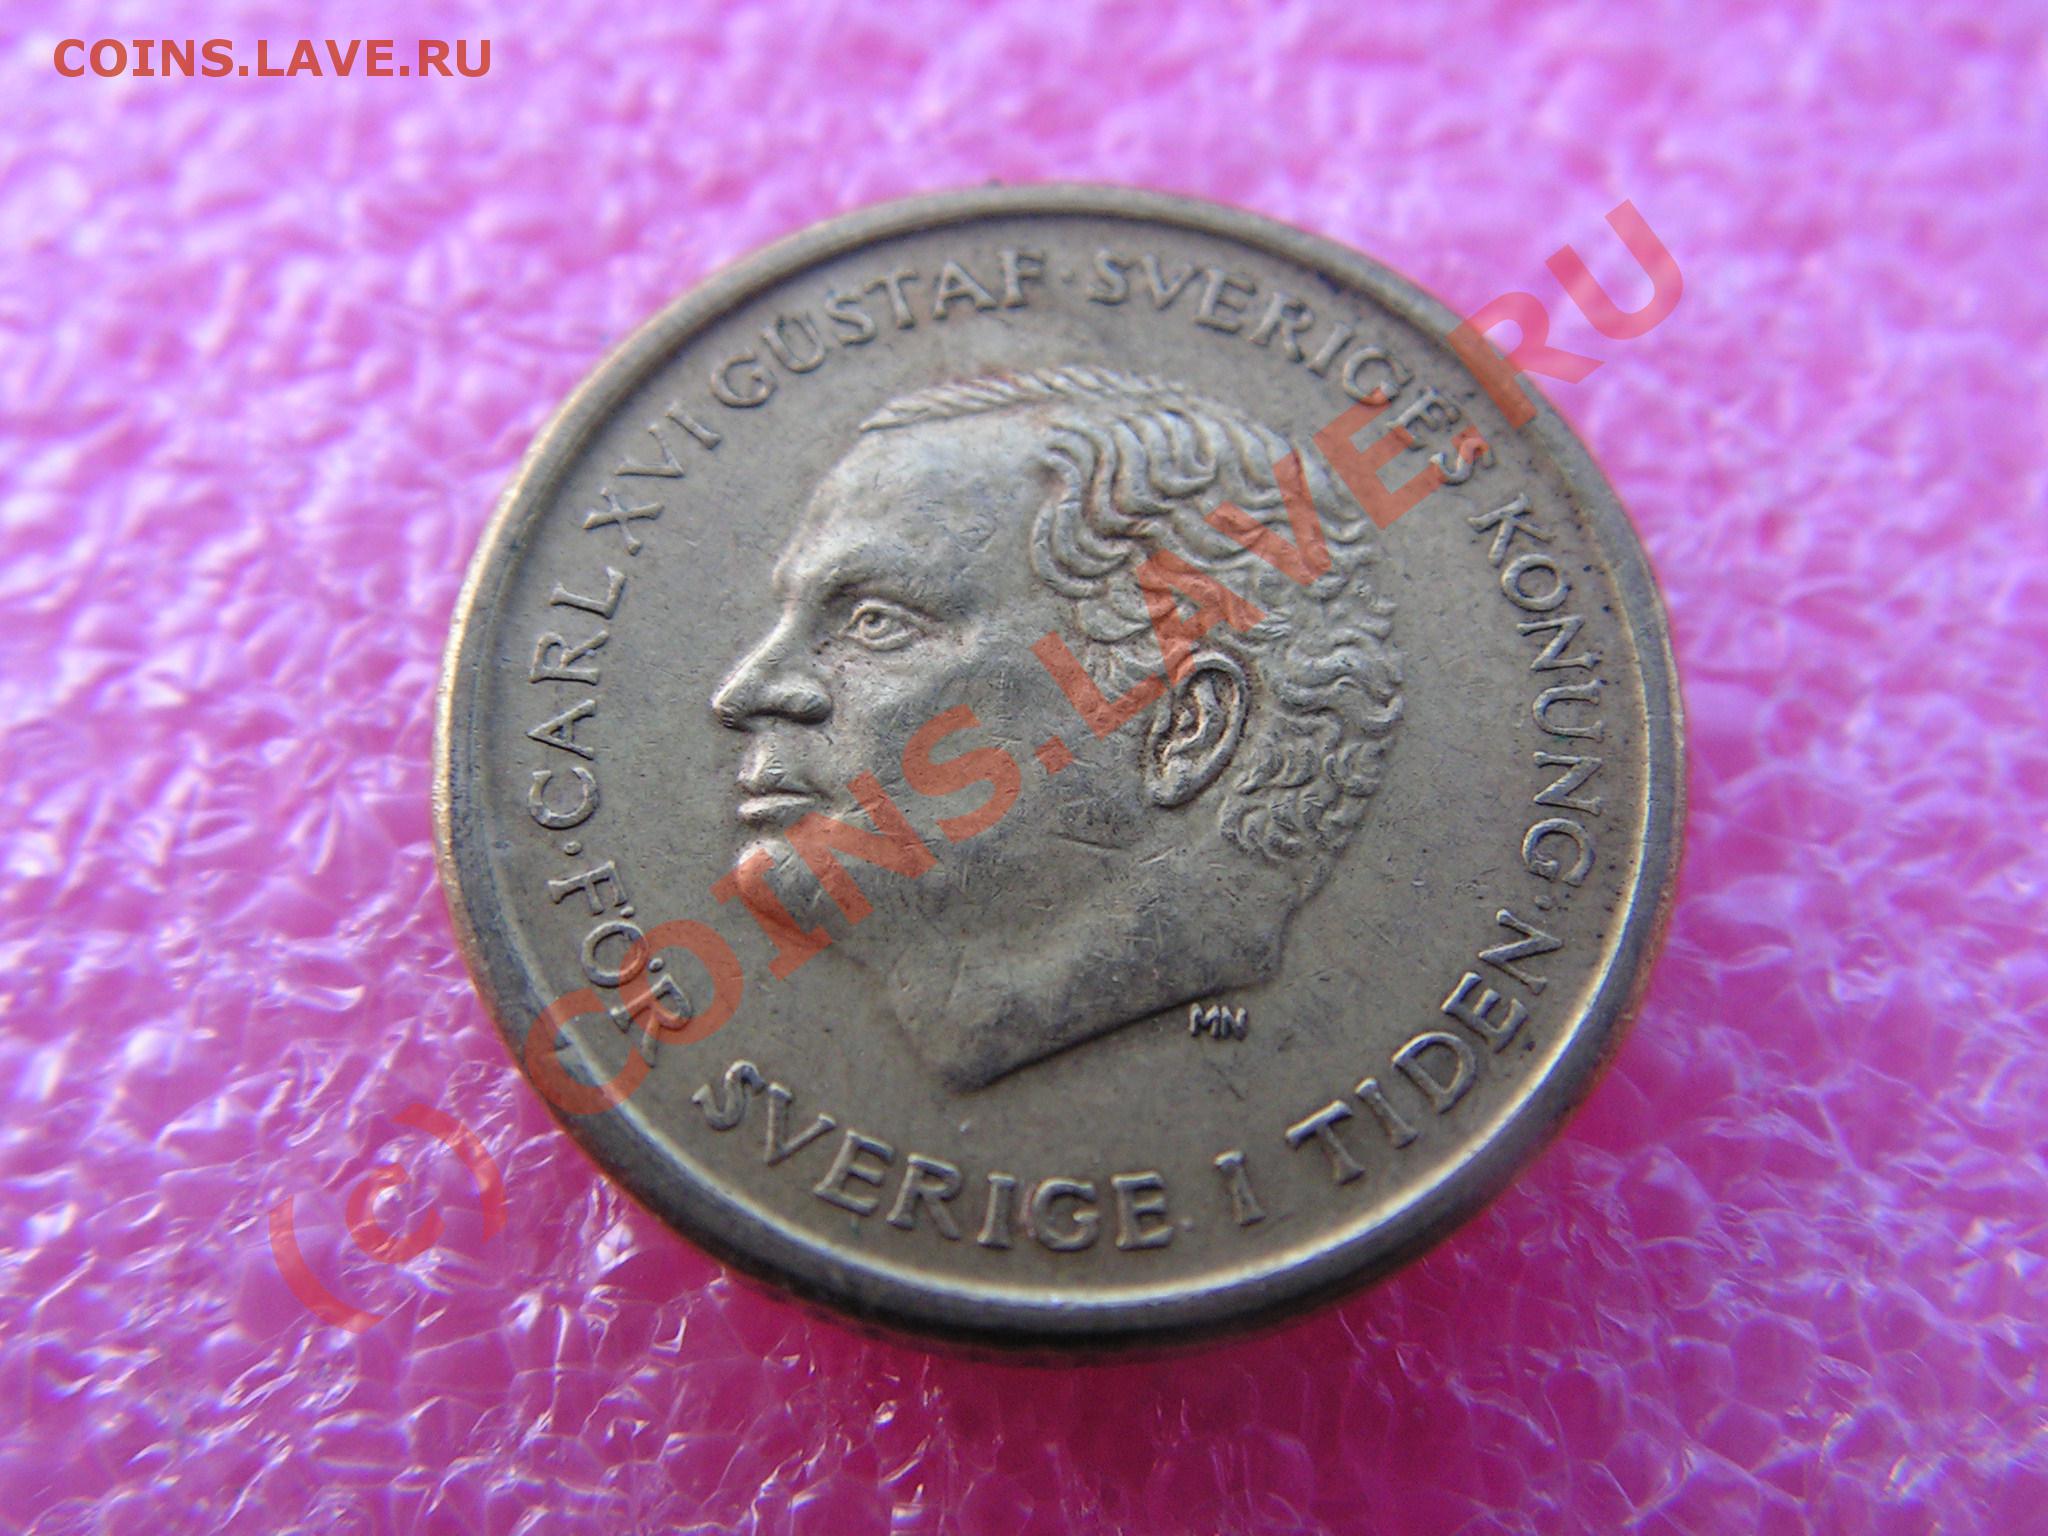 COINS.LAVE.RU
CARL XVI GUSTAF · SVERIGES KONUNG ·
FÖR SVERIGE I TIDEN
MN
(c) COINS.LAVE.RU